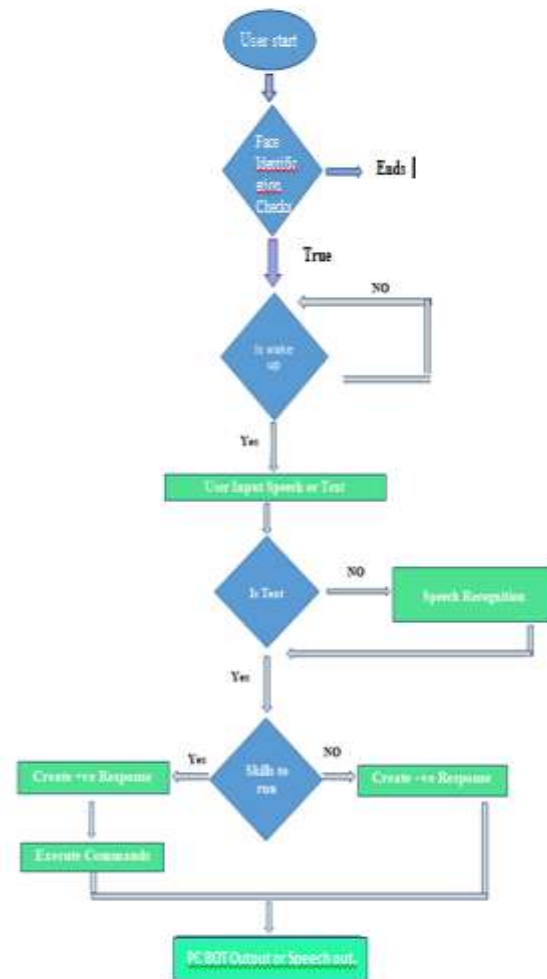 User start
Face
Identific
ation
Checks
Ends
True
NO
Is wake
up
Yes
User Input Speech or Text
Is Text
NO
Speech Recognition
Yes
Skills to
run
Yes
NO
Create +ve Response
Create -ve Response
Execute Commands
PC BOT Output or Speech out.